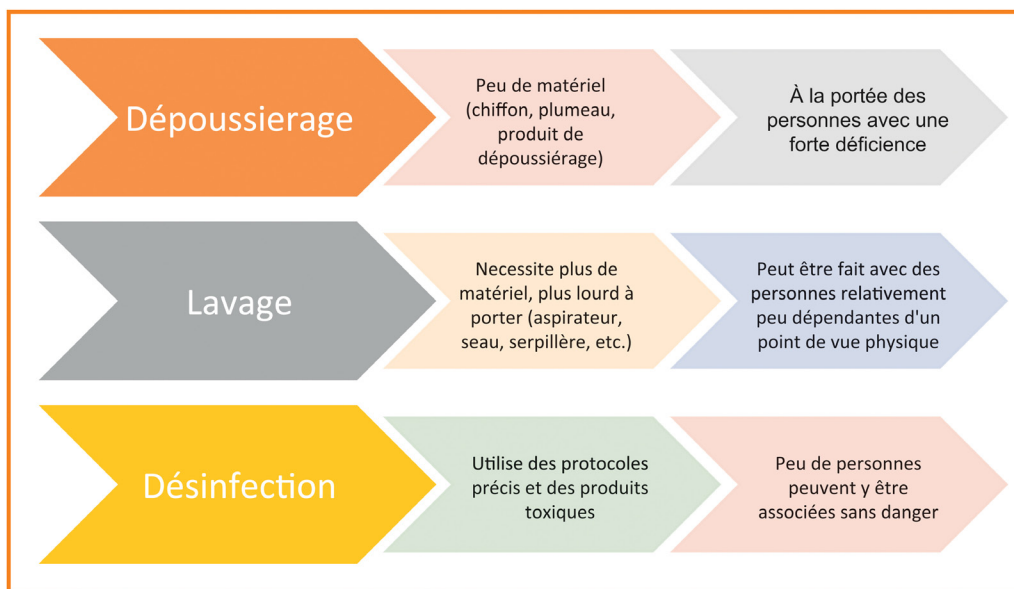 Dépoussierage
Peu de matériel
(chiffon, plumeau,
produit de
dépoussiérage)
À la portée des
personnes avec une
forte déficience
Lavage
Necessite plus de
matériel, plus lourd à
porter (aspirateur,
seau, serpillère, etc.)
Peut être fait avec des
personnes relativement
peu dépendantes d'un
point de vue physique
Désinfection
Utilise des protocoles
précis et des produits
toxiques
Peu de personnes
peuvent y être
associées sans danger